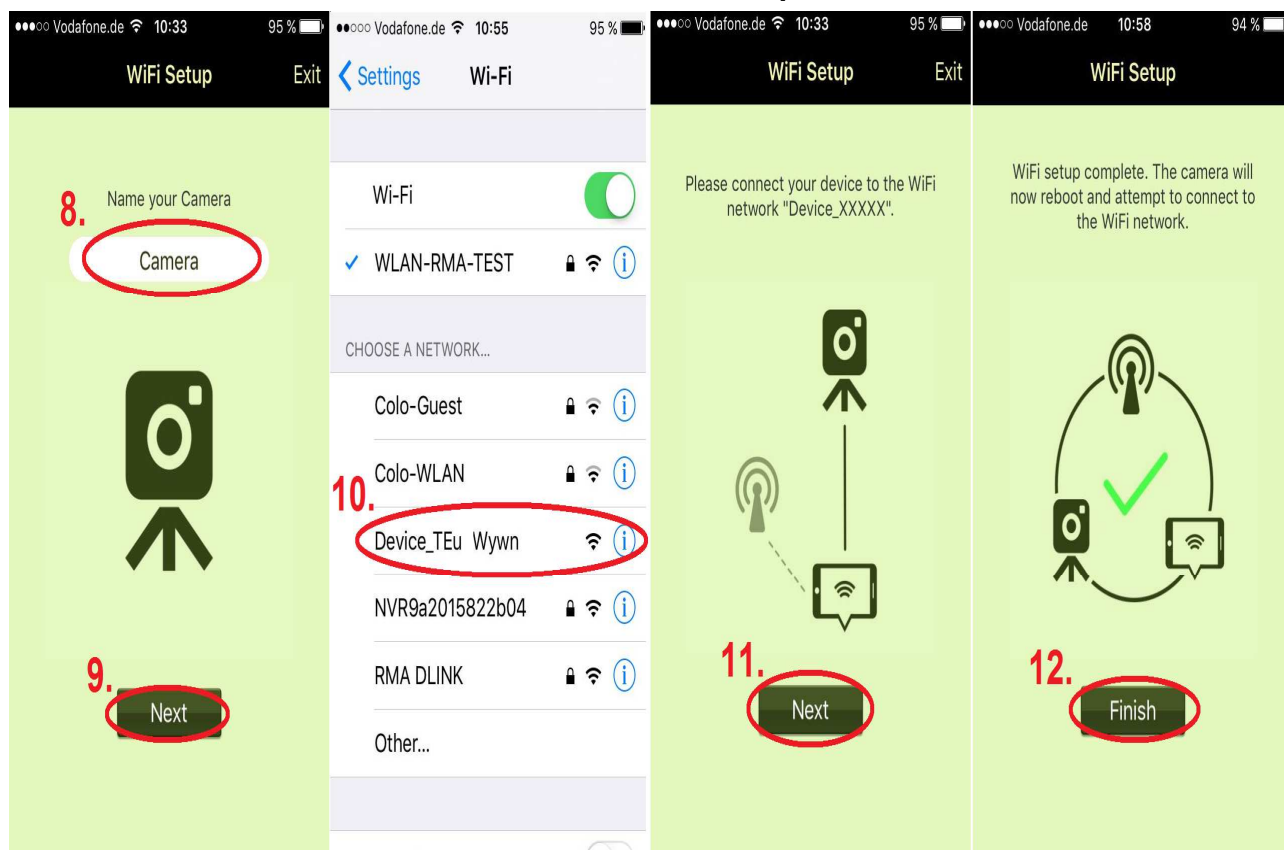 Vodafone.de 10:33 95 %
WiFi Setup Exit
8.
Name your Camera
Camera
9.
Next
Vodafone.de 10:55 95 %
Settings Wi-Fi
Wi-Fi
WLAN-RMA-TEST
CHOOSE A NETWORK...
Colo-Guest
Colo-WLAN
10.
Device_TEu Wywn
NVR9a2015822b04
RMA DLINK
Other...
Vodafone.de 10:33 95 %
WiFi Setup Exit
Please connect your device to the WiFi
network "Device_XXXXX".
11.
Next
Vodafone.de 10:58 94 %
WiFi Setup
WiFi setup complete. The camera will
now reboot and attempt to connect to
the WiFi network.
12.
Finish